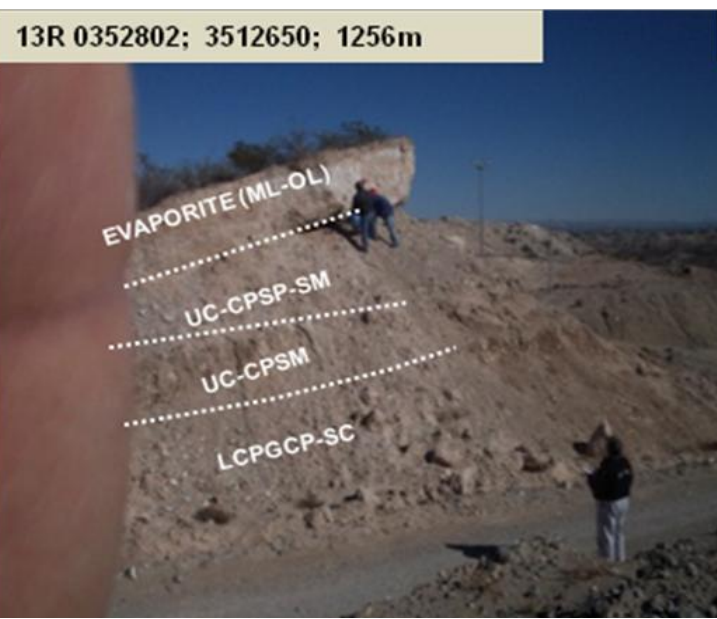 13R 0352802; 3512650; 1256m
EVAPORITE (ML-OL)
UC-CPSP-SM
UC-CPSM
LCPGCP-SC